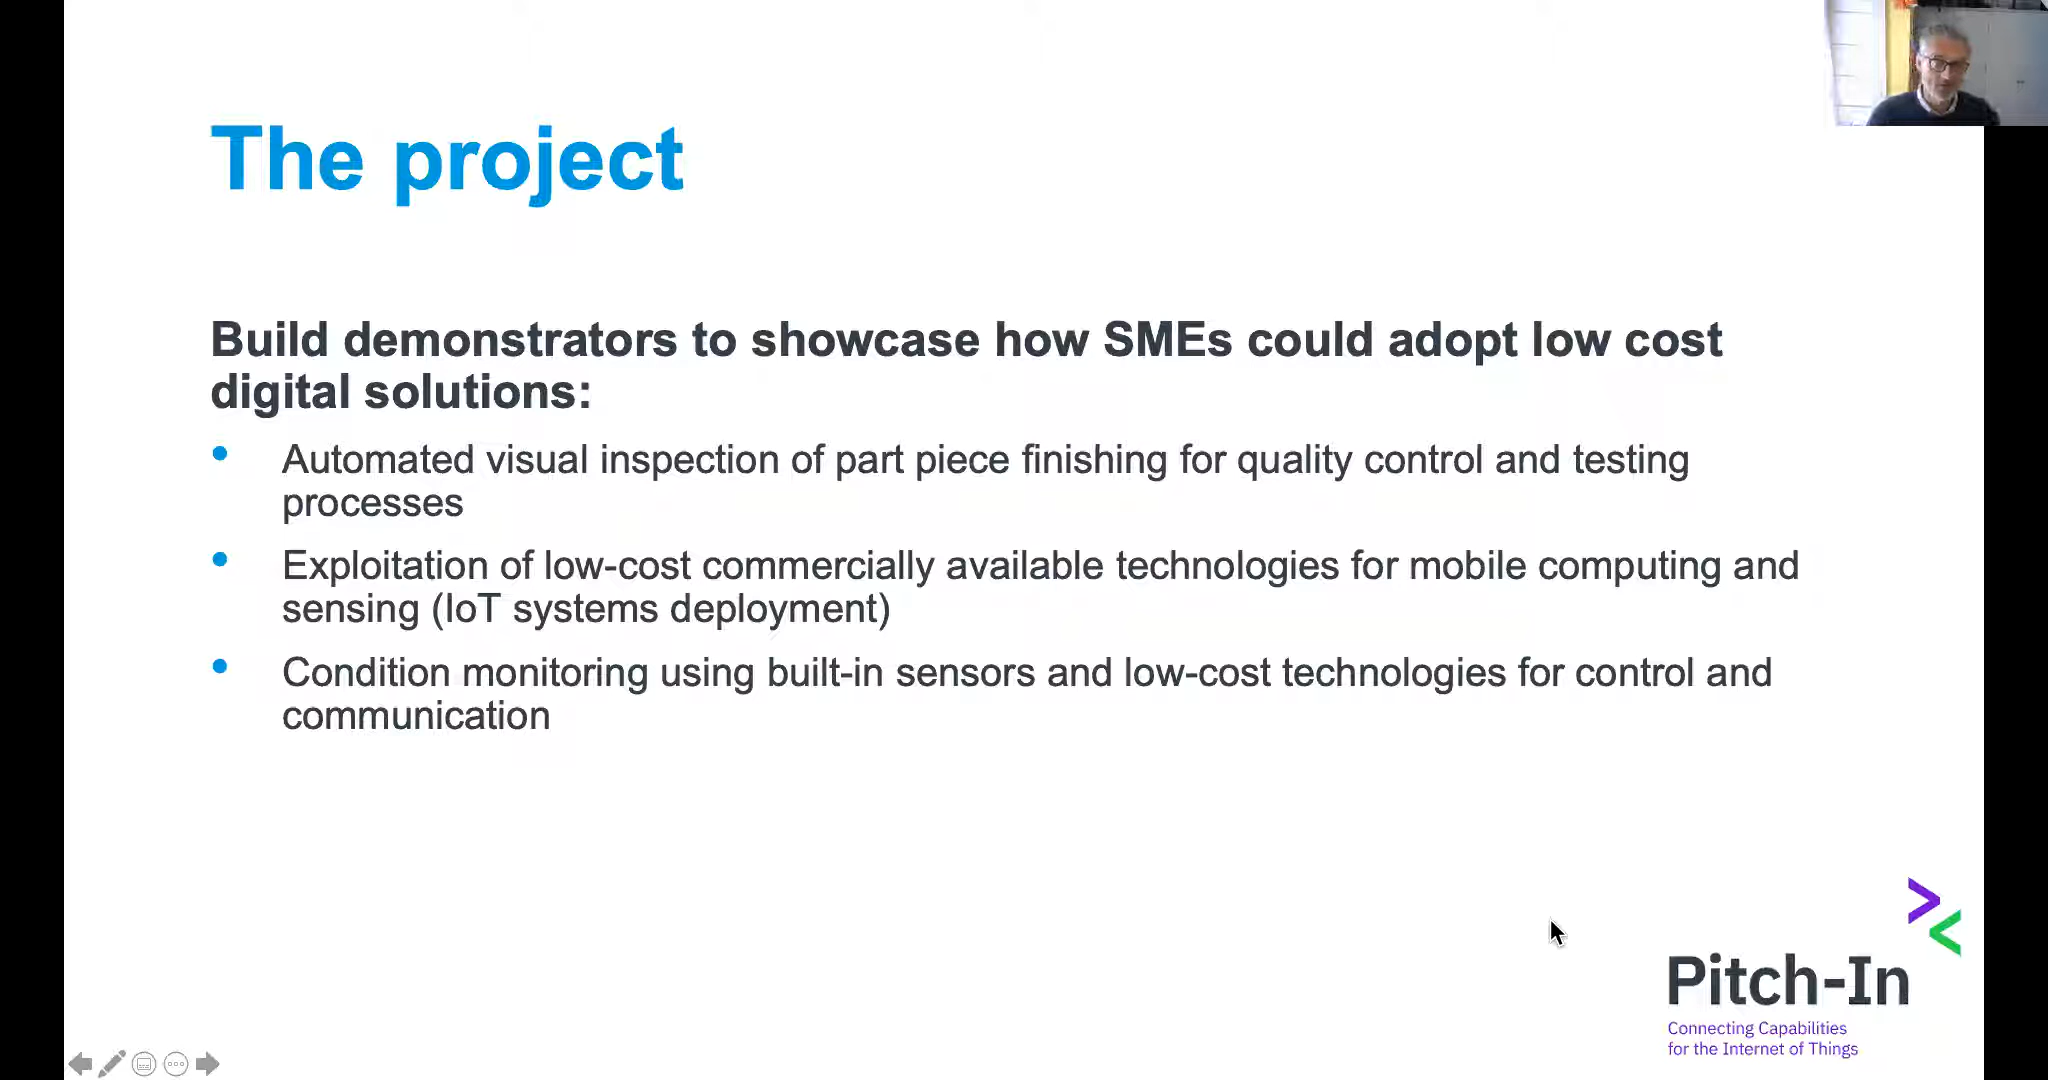 The project
Build demonstrators to showcase how SMEs could adopt low cost
digital solutions:
• Automated visual inspection of part piece finishing for quality control and testing
processes
• Exploitation of low-cost commercially available technologies for mobile computing and
sensing (IoT systems deployment)
• Condition monitoring using built-in sensors and low-cost technologies for control and
communication
Pitch-In
Connecting Capabilities
for the Internet of Things